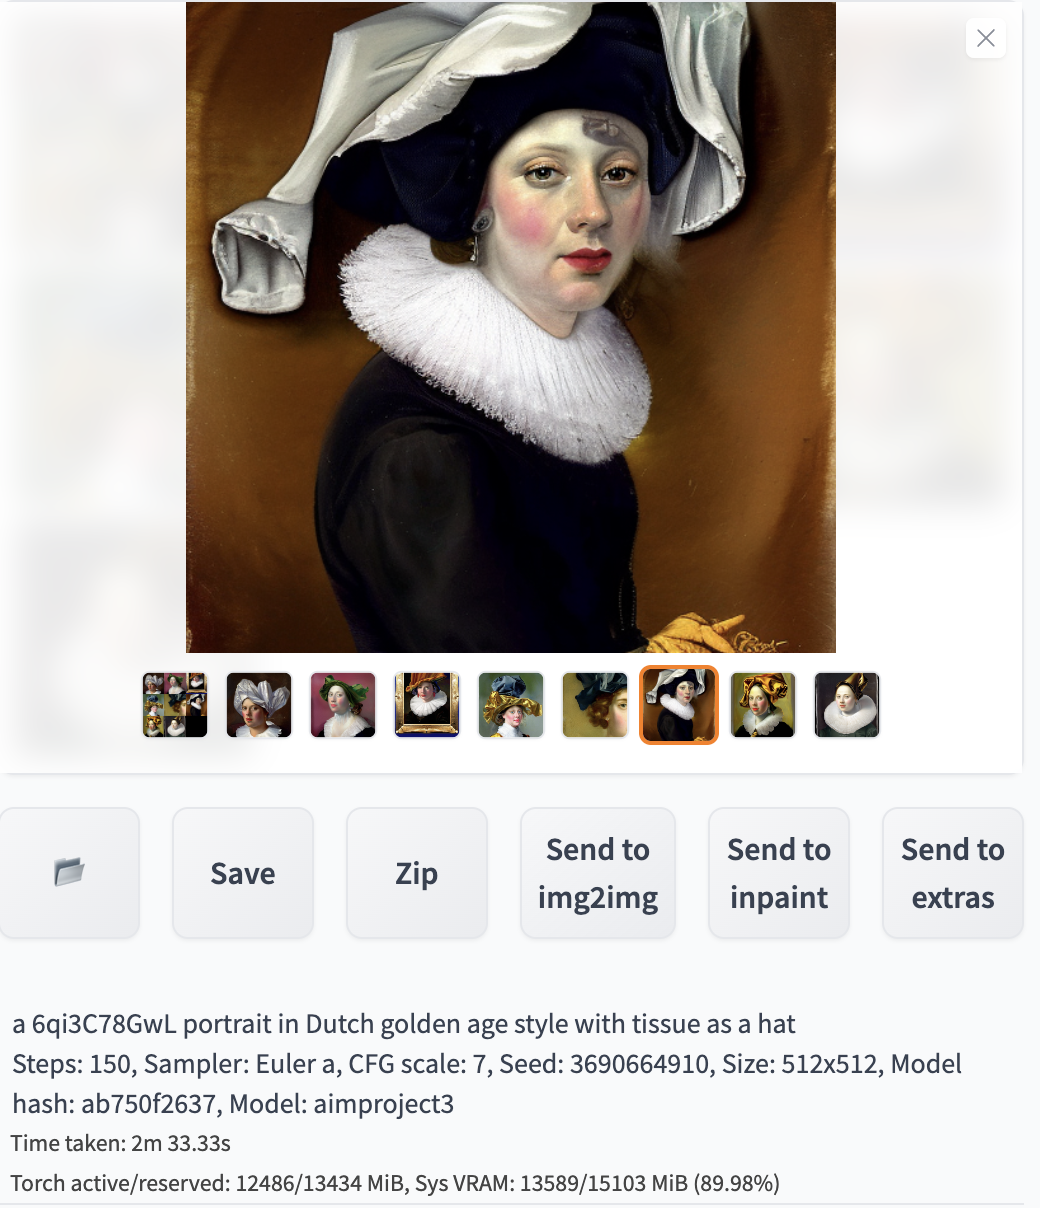 Save
Zip
Send to
img2img
Send to
inpaint
Send to
extras
a 6qi3C78GwL portrait in Dutch golden age style with tissue as a hat
Steps: 150, Sampler: Euler a, CFG scale: 7, Seed: 3690664910, Size: 512x512, Model
hash: ab750f2637, Model: aimproject3
Time taken: 2m 33.33s
Torch active/reserved: 12486/13434 MiB, Sys VRAM: 13589/15103 MiB (89.98%)